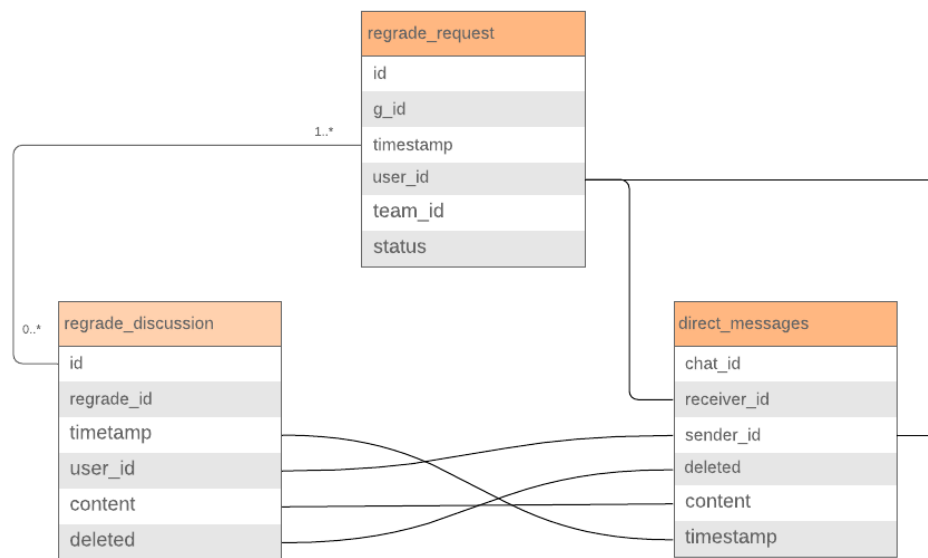 regrade_request
id
g_id
timestamp
user_id
team_id
status
1..*
0..*
regrade_discussion
id
regrade_id
timetamp
user_id
content
deleted
direct_messages
chat_id
receiver_id
sender_id
deleted
content
timestamp